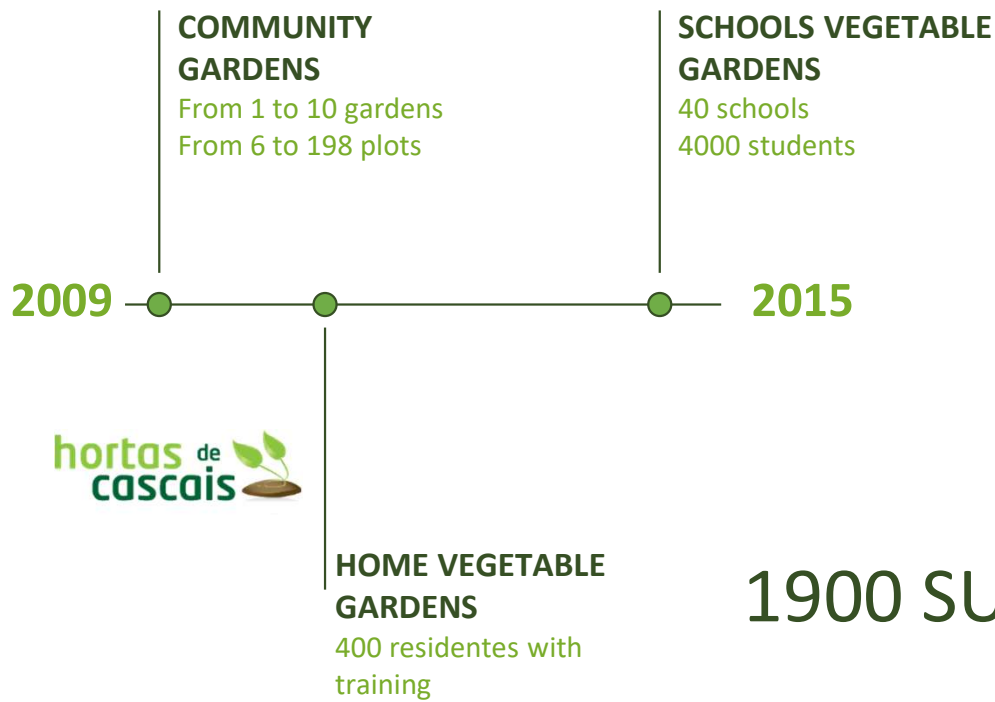 COMMUNITY
GARDENS
From 1 to 10 gardens
From 6 to 198 plots
SCHOOLS VEGETABLE
GARDENS
40 schools
4000 students
2009
2015
hortas de
cascais
HOME VEGETABLE
GARDENS
400 residentes with
training
1900 SU